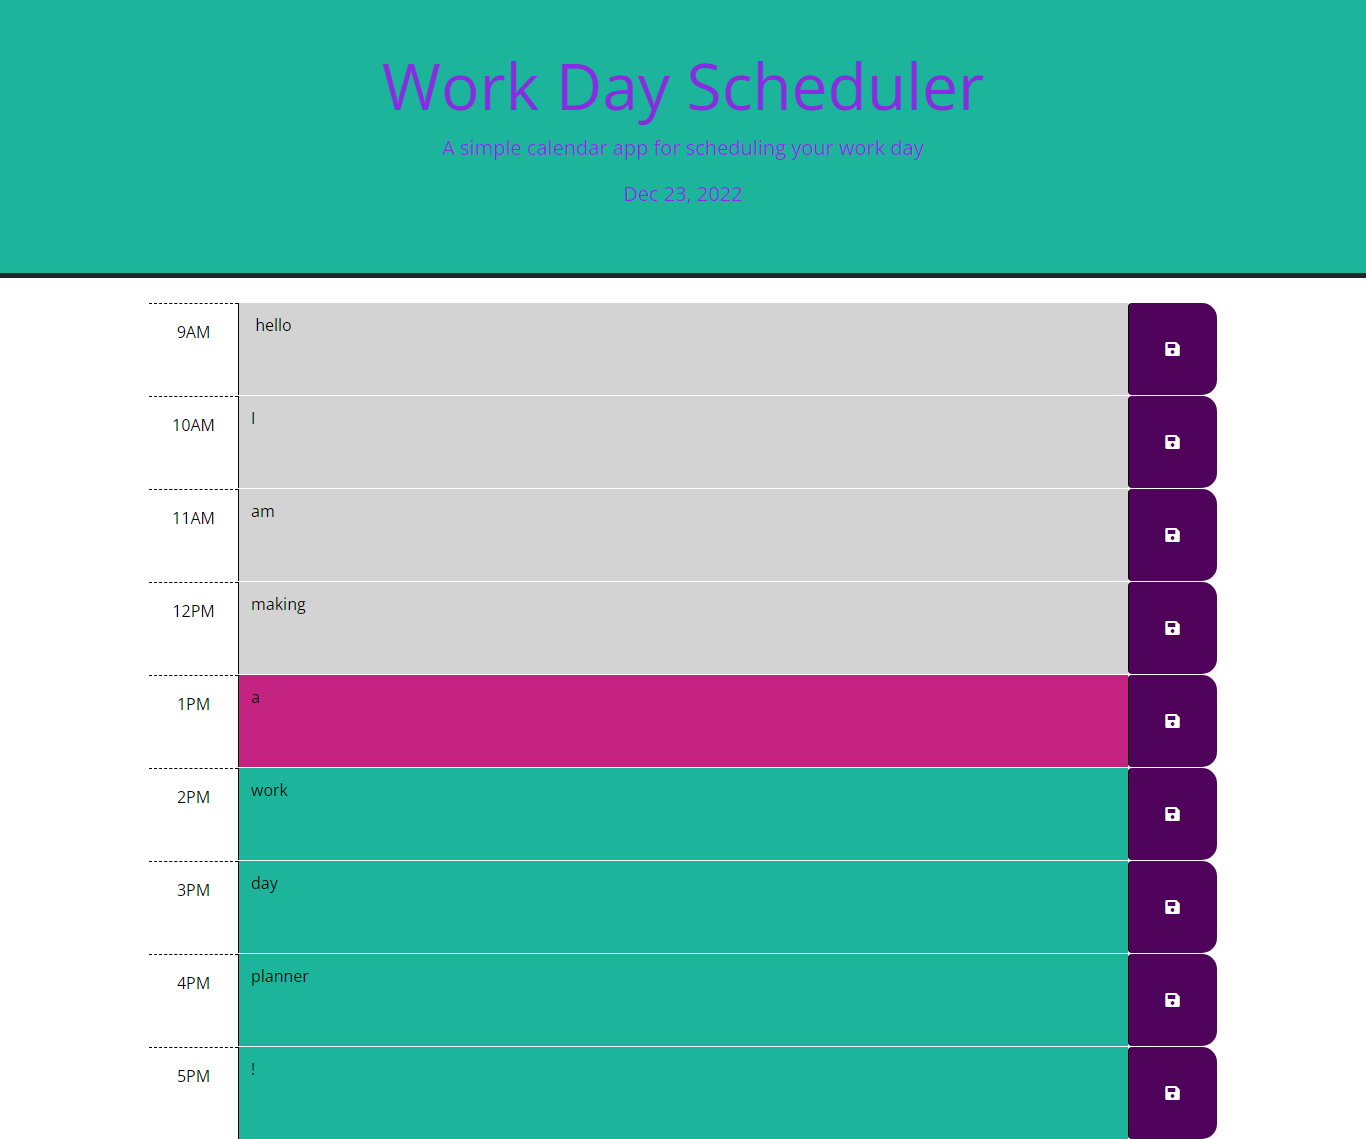 Work Day Scheduler
A simple calendar app for scheduling your work day
Dec 23, 2022
9AM hello
10AM I
11AM am
12PM making
1PM a
2PM work
3PM day
4PM planner
5PM !